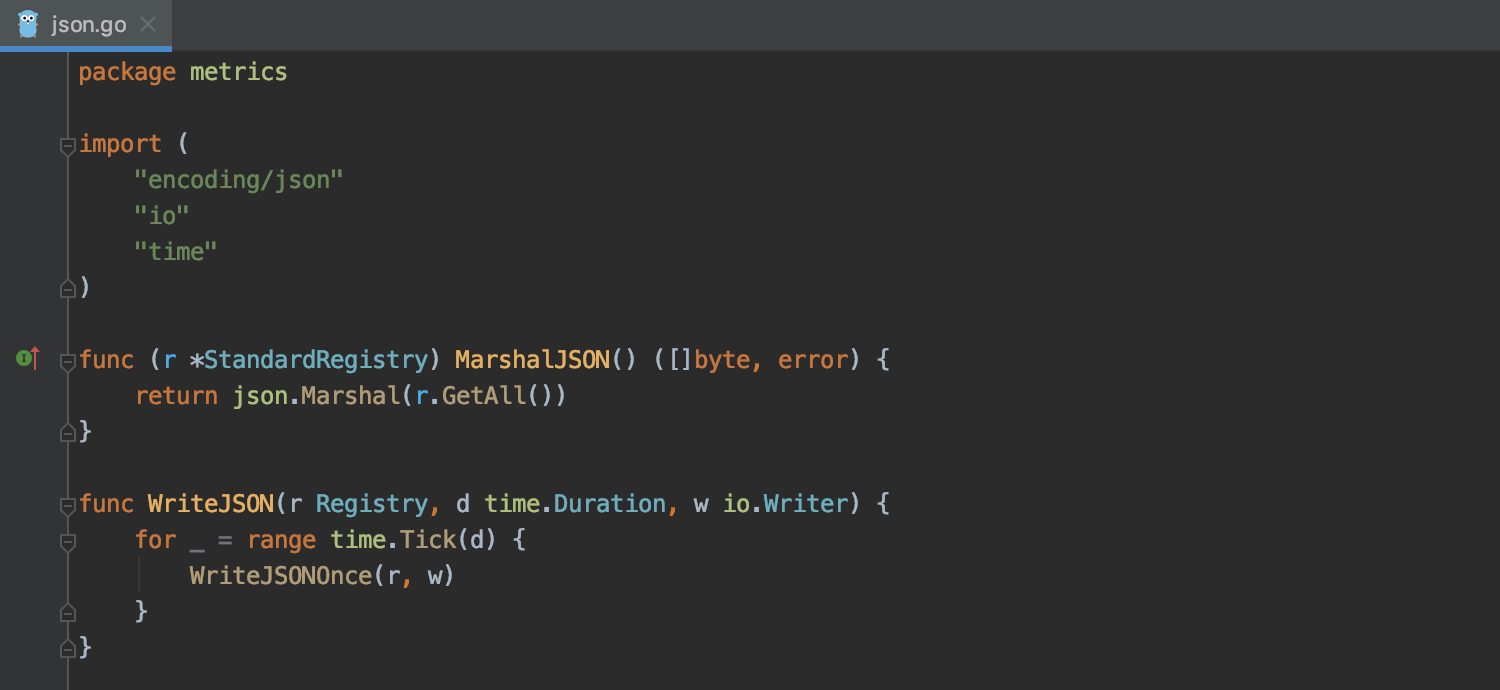 json.go
package metrics
import (
"encoding/json"
"io"
"time"
)
func (r *StandardRegistry) MarshalJSON() ([]byte, error) {
return json.Marshal(r.GetAll())
}
func WriteJSON(r Registry, d time.Duration, w io.Writer) {
for _ = range time.Tick(d) {
WriteJSONOnce(r, w)
}
}